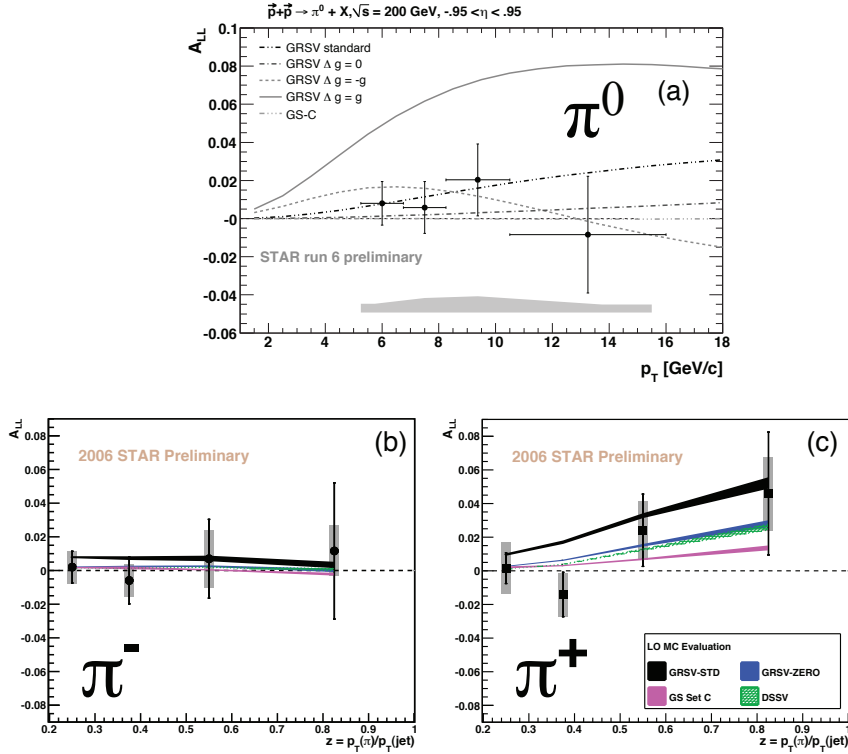 p⃗+p⃗ → π⁰ + X,√s = 200 GeV, -.95 <η< .95
A_LL
0.1
0.08
0.06
0.04
0.02
-0
-0.02
-0.04
-0.06
GRSV standard
GRSV Δ g = 0
GRSV Δ g = -g
GRSV Δ g = g
GS-C
(a)
π⁰
STAR run 6 preliminary
2 4 6 8 10 12 14 16 18
p_T [GeV/c]
A_LL
0.08
0.06
0.04
0.02
0
-0.02
-0.04
-0.06
-0.08
2006 STAR Preliminary
(b)
π⁻
0.2 0.3 0.4 0.5 0.6 0.7 0.8 0.9 1
z = p_T(π)/p_T(jet)
A_LL
0.08
0.06
0.04
0.02
0
-0.02
-0.04
-0.06
-0.08
2006 STAR Preliminary
(c)
π⁺
LO MC Evaluation
GRSV-STD GRSV-ZERO
GS Set C DSSV
0.2 0.3 0.4 0.5 0.6 0.7 0.8 0.9 1
z = p_T(π)/p_T(jet)